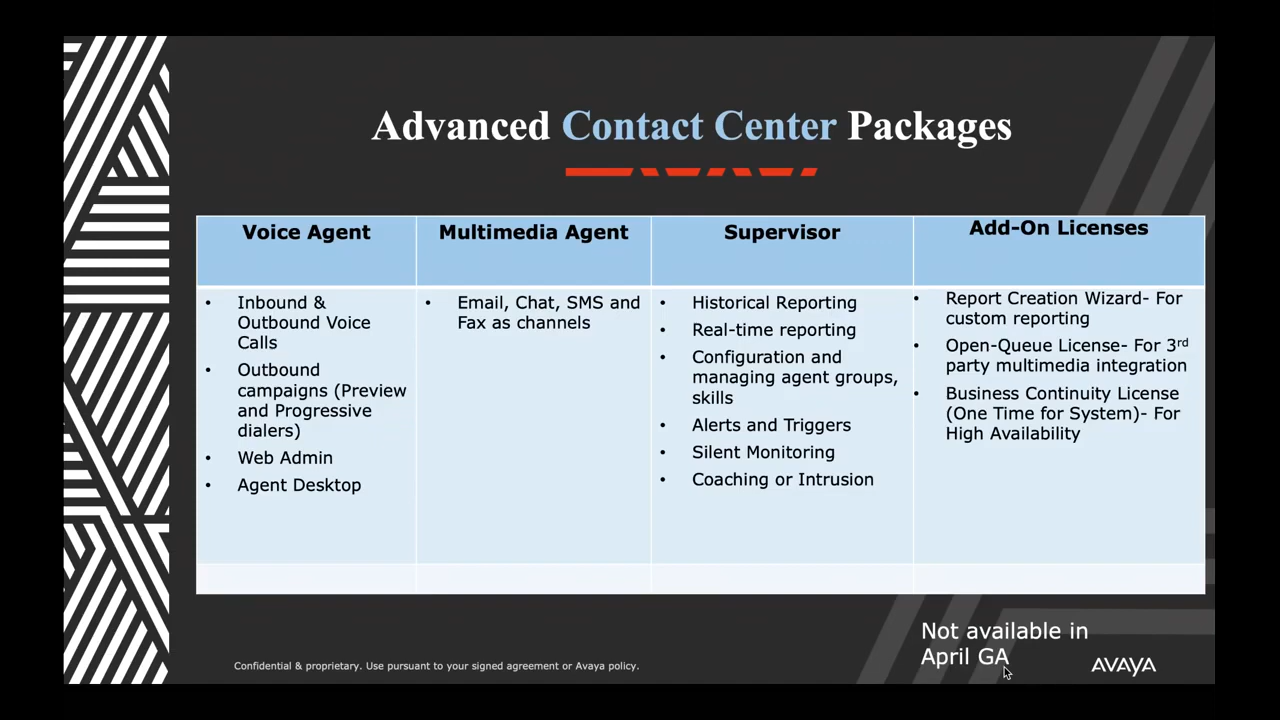 Advanced Contact Center Packages
Voice Agent
Multimedia Agent
Supervisor
Add-On Licenses
• Inbound &
Outbound Voice
Calls
• Outbound
campaigns (Preview
and Progressive
dialers)
• Web Admin
• Agent Desktop
• Email, Chat, SMS and
Fax as channels
• Historical Reporting
• Real-time reporting
• Configuration and
managing agent groups,
skills
• Alerts and Triggers
• Silent Monitoring
• Coaching or Intrusion
• Report Creation Wizard- For
custom reporting
• Open-Queue License- For 3rd
party multimedia integration
• Business Continuity License
(One Time for System)- For
High Availability
Not available in
April GA
Confidential & proprietary. Use pursuant to your signed agreement or Avaya policy.
AVAYA